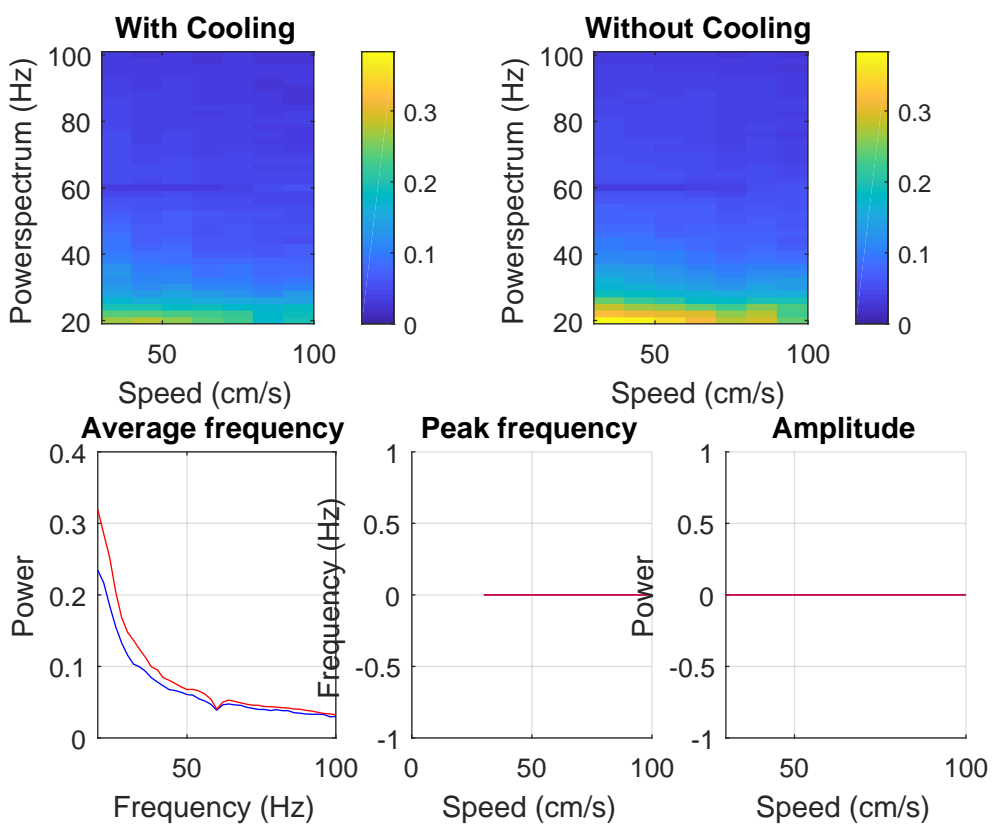 With Cooling
Powerspectrum (Hz)
100
80
60
40
20
50
100
Speed (cm/s)
0.3
0.2
0.1
0
Without Cooling
Powerspectrum (Hz)
100
80
60
40
20
50
100
Speed (cm/s)
0.3
0.2
0.1
0
Average frequency
Power
0.4
0.3
0.2
0.1
0
50
100
Frequency (Hz)
Peak frequency
Frequency (Hz)
1
0.5
0
-0.5
-1
0
50
100
Speed (cm/s)
Amplitude
Power
1
0.5
0
-0.5
-1
50
100
Speed (cm/s)